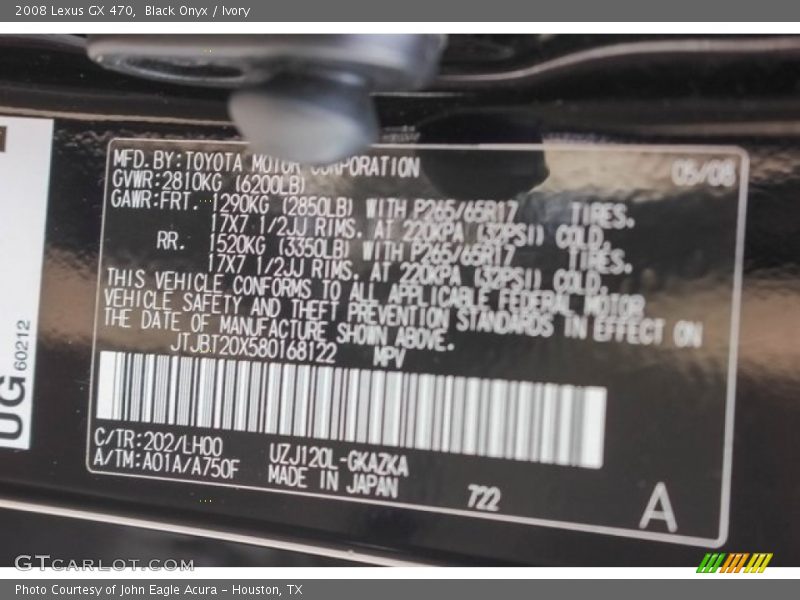 2008 Lexus GX 470, Black Onyx / Ivory
MFD.BY:TOYOTA MOTOR CORPORATION 05/08
GVWR:2810KG (6200LB)
GAWR:FRT. 1290KG (2850LB) WITH P265/65R17 TIRES.
17X7 1/2JJ RIMS. AT 220KPA (32PSI) COLD.
RR. 1520KG (3350LB) WITH P265/65R17 TIRES.
17X7 1/2JJ RIMS. AT 220KPA (32PSI) COLD.
THIS VEHICLE CONFORMS TO ALL APPLICABLE FEDERAL MOTOR
VEHICLE SAFETY AND THEFT PREVENTION STANDARDS IN EFFECT ON
THE DATE OF MANUFACTURE SHOWN ABOVE.
JTJBT20X580168122 MPV
C/TR:202/LH00 UZJ120L-GKAZKA
A/TM:A01A/A750F MADE IN JAPAN 722 A
UG 60212
GTCARLOT.COM
Photo Courtesy of John Eagle Acura - Houston, TX